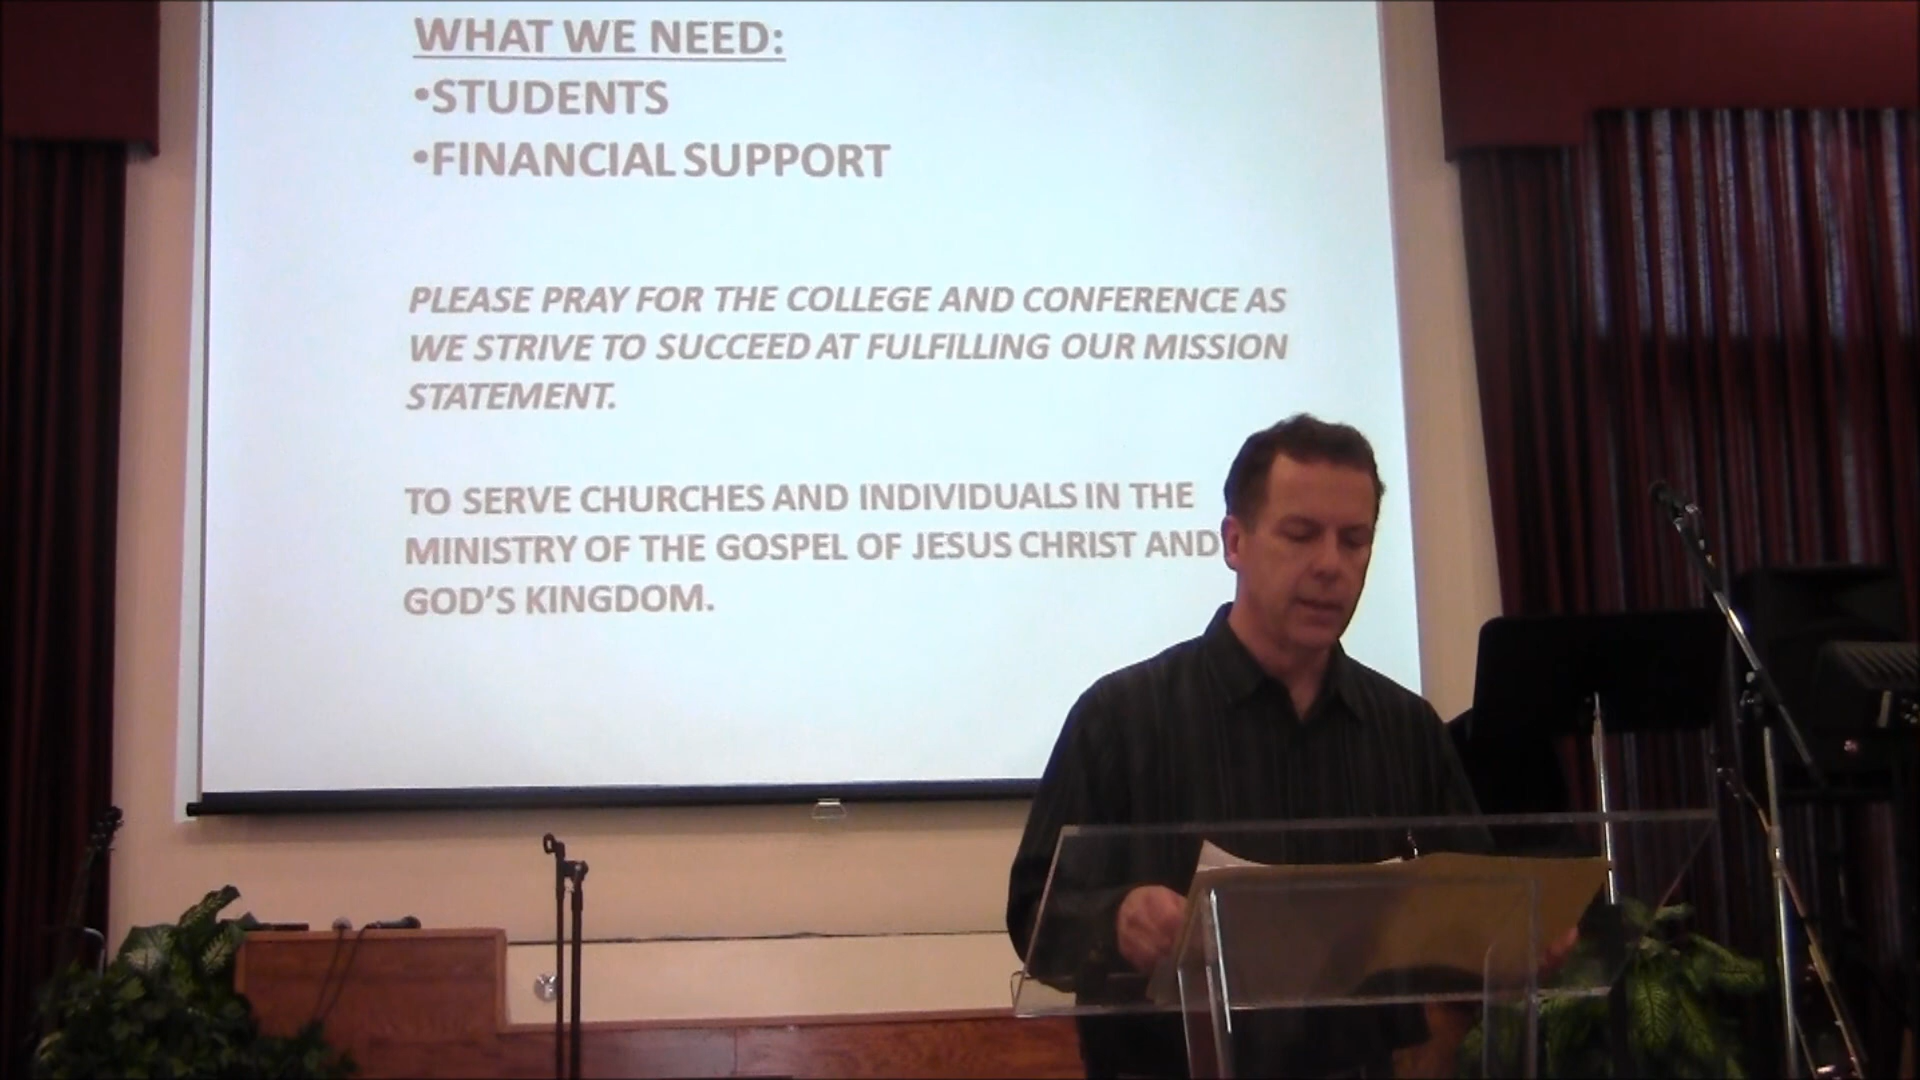 WHAT WE NEED:
•STUDENTS
•FINANCIAL SUPPORT
PLEASE PRAY FOR THE COLLEGE AND CONFERENCE AS
WE STRIVE TO SUCCEED AT FULFILLING OUR MISSION
STATEMENT.
TO SERVE CHURCHES AND INDIVIDUALS IN THE
MINISTRY OF THE GOSPEL OF JESUS CHRIST AND
GOD’S KINGDOM.